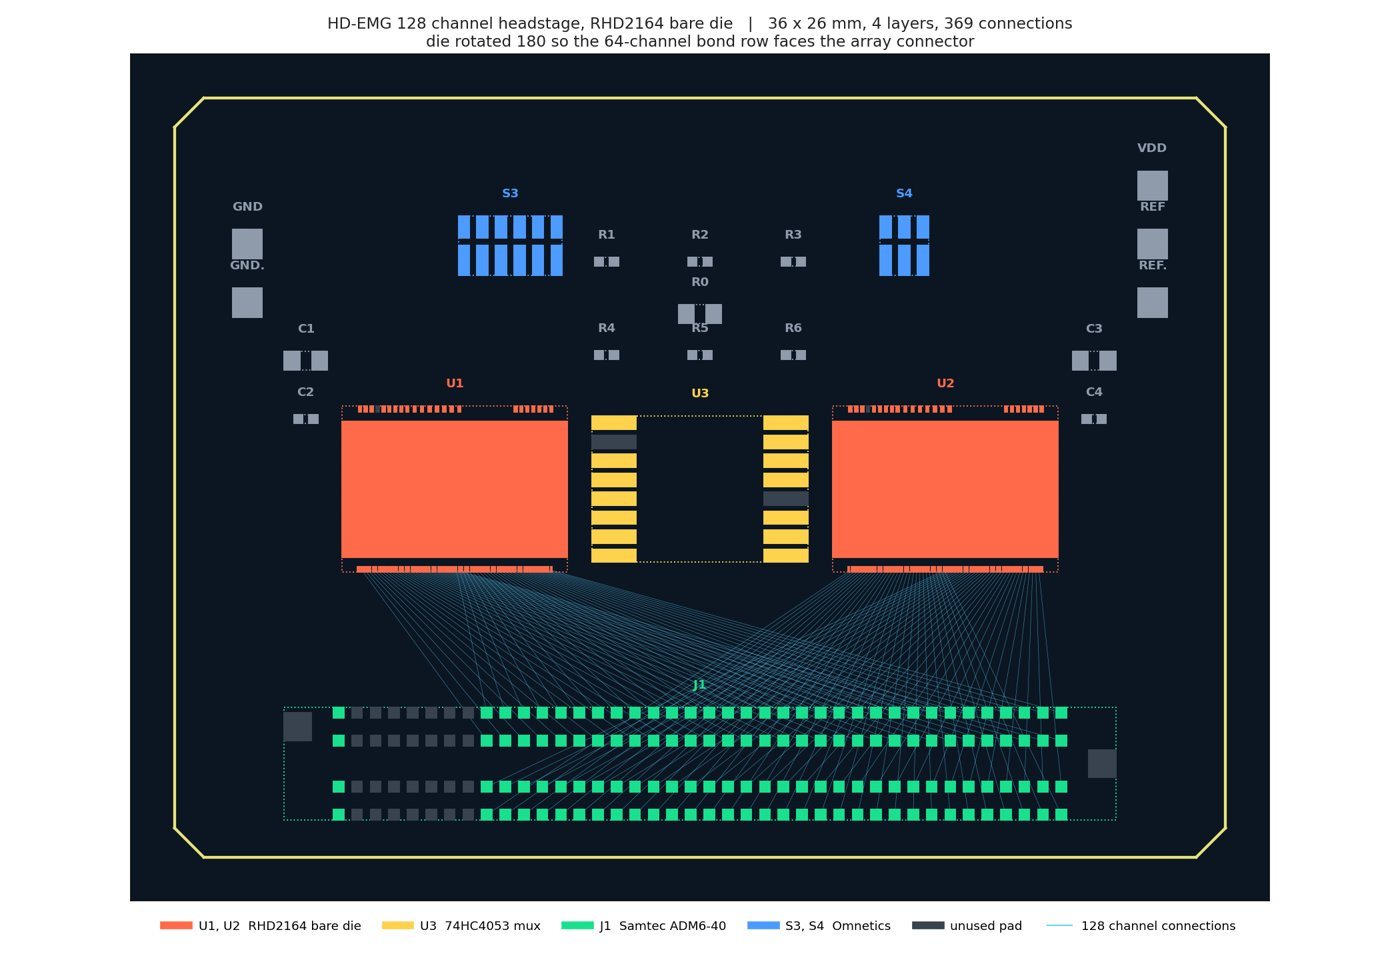 HD-EMG 128 channel headstage, RHD2164 bare die | 36 x 26 mm, 4 layers, 369 connections
die rotated 180 so the 64-channel bond row faces the array connector
VDD
S3
S4
GND
REF
R1
R2
R3
GND.
REF.
R0
C1
R4
R5
R6
C3
U1
U3
U2
C2
C4
J1
U1, U2 RHD2164 bare die
U3 74HC4053 mux
J1 Samtec ADM6-40
S3, S4 Omnetics
unused pad
128 channel connections